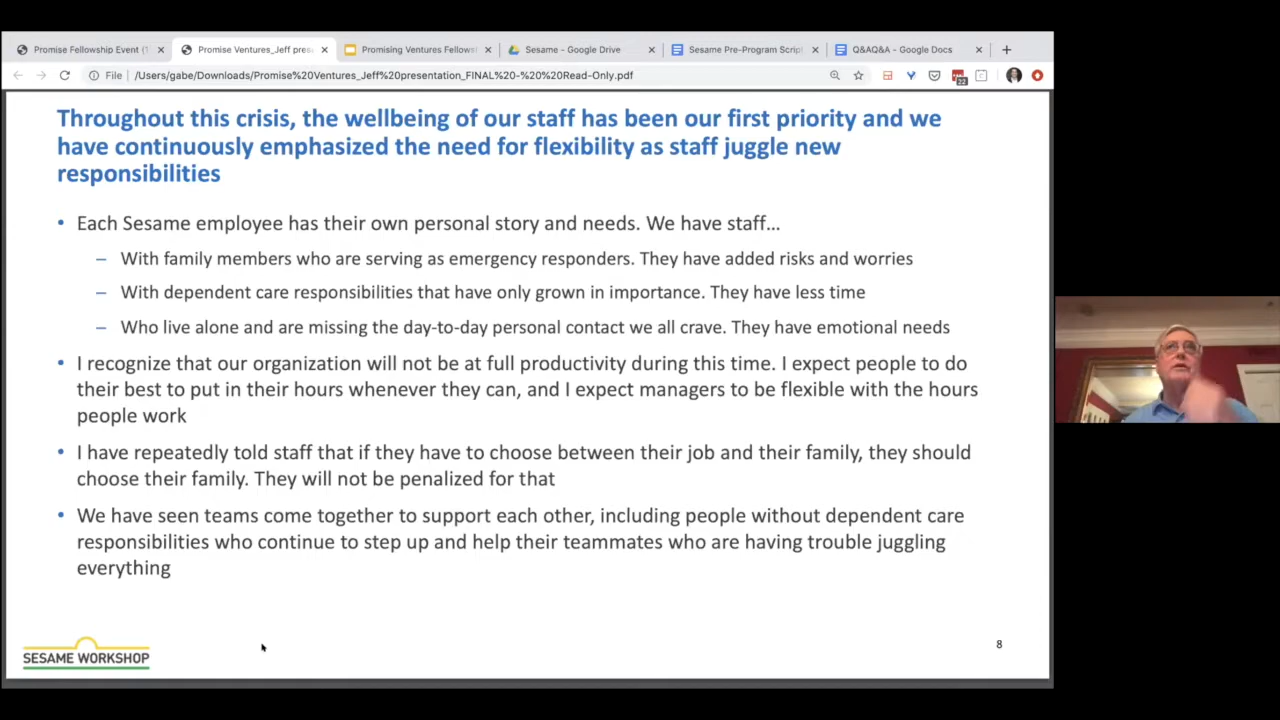 Promise Fellowship Event (T
Promise Ventures_Jeff pres
Promising Ventures Fellows
Sesame - Google Drive
Sesame Pre-Program Script
Q&AQ&A - Google Docs
File
/Users/gabe/Downloads/Promise%20Ventures_Jeff%20presentation_FINAL%20-%20%20Read-Only.pdf
22
Throughout this crisis, the wellbeing of our staff has been our first priority and we
have continuously emphasized the need for flexibility as staff juggle new
responsibilities
• Each Sesame employee has their own personal story and needs. We have staff…
– With family members who are serving as emergency responders. They have added risks and worries
– With dependent care responsibilities that have only grown in importance. They have less time
– Who live alone and are missing the day-to-day personal contact we all crave. They have emotional needs
• I recognize that our organization will not be at full productivity during this time. I expect people to do
their best to put in their hours whenever they can, and I expect managers to be flexible with the hours
people work
• I have repeatedly told staff that if they have to choose between their job and their family, they should
choose their family. They will not be penalized for that
• We have seen teams come together to support each other, including people without dependent care
responsibilities who continue to step up and help their teammates who are having trouble juggling
everything
SESAME WORKSHOP
8